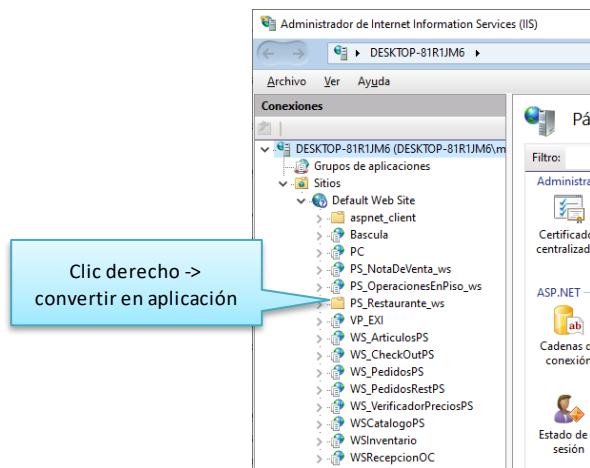 Administrador de Internet Information Services (IIS)
DESKTOP-81R1JM6
Archivo Ver Ayuda
Conexiones
DESKTOP-81R1JM6 (DESKTOP-81R1JM6\m
Grupos de aplicaciones
Sitios
Default Web Site
aspnet_client
Bascula
PC
PS_NotaDeVenta_ws
PS_OperacionesEnPiso_ws
PS_Restaurante_ws
VP_EXI
WS_ArticulosPS
WS_CheckOutPS
WS_PedidosPS
WS_PedidosRestPS
WS_VerificadorPreciosPS
WSCatalogoPS
WSInventario
WSRecepcionOC
Clic derecho ->
convertir en aplicación
Pá
Filtro:
Administra
Certificado
centralizad
ASP.NET
ab
Cadenas d
conexión
Estado de
sesión